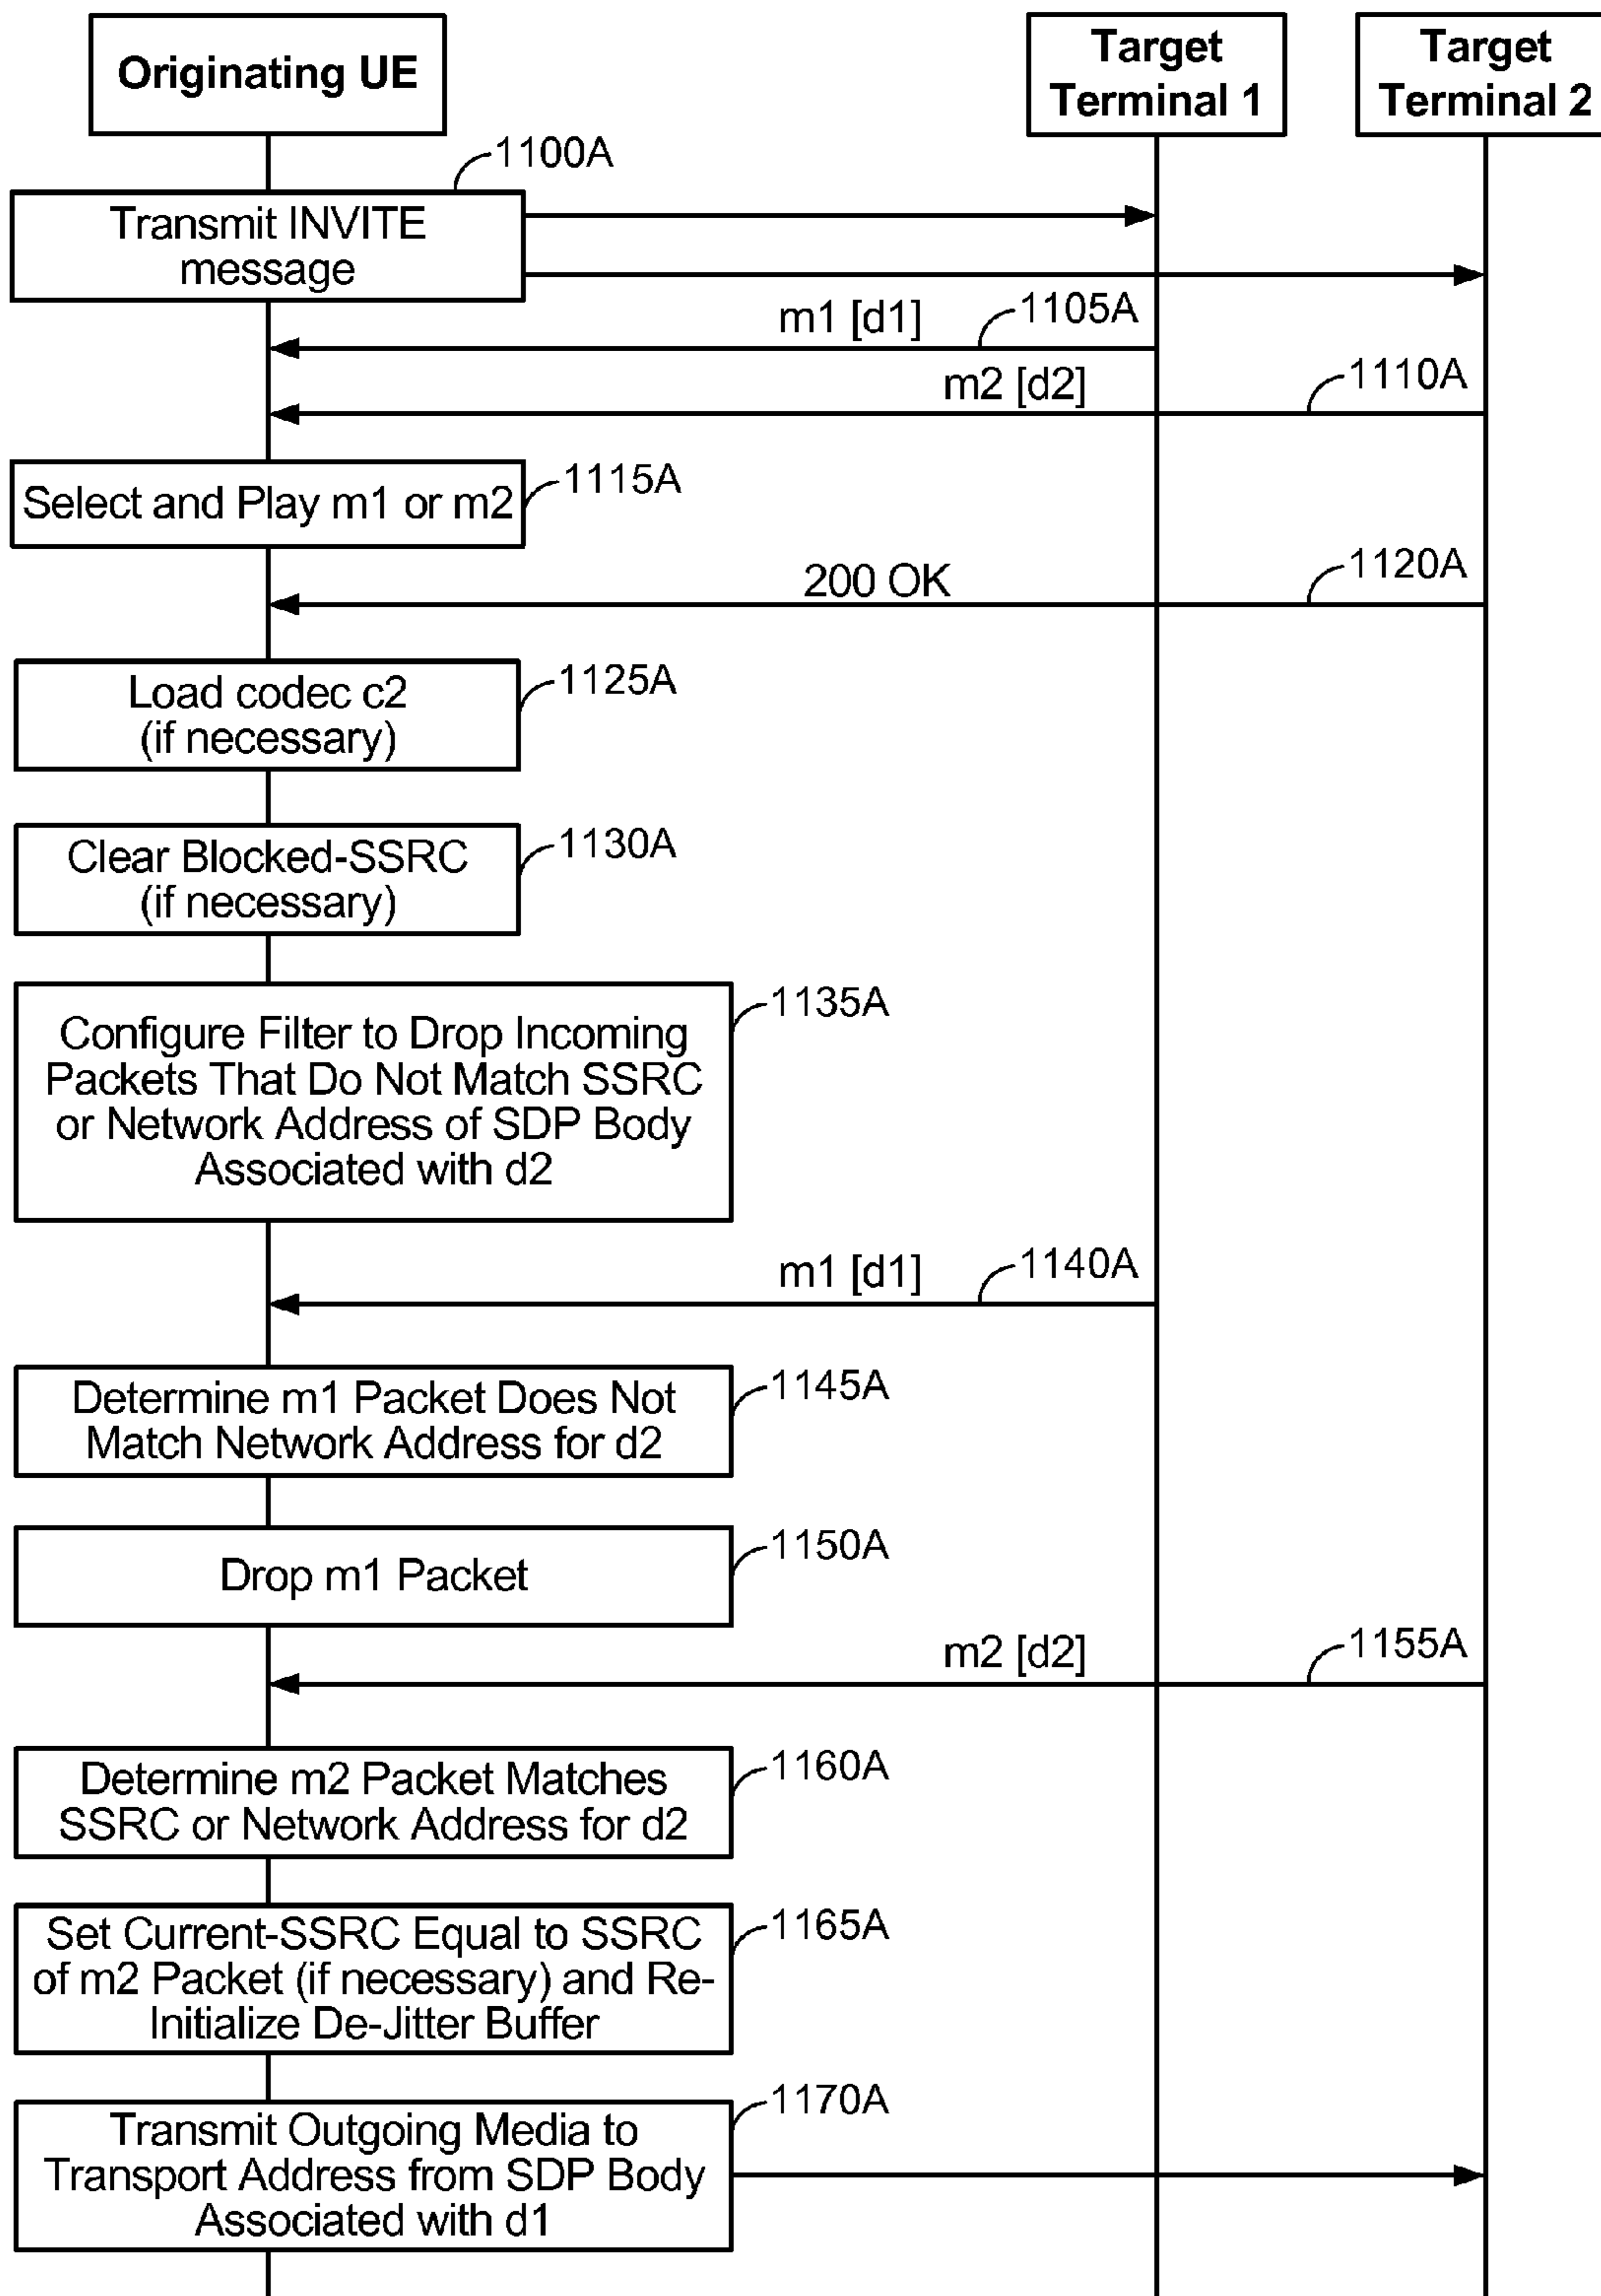 Originating UE
Target
Terminal 1
Target
Terminal 2
1100A
Transmit INVITE
message
m1 [d1]
1105A
m2 [d2]
1110A
Select and Play m1 or m2
1115A
200 OK
1120A
Load codec c2
(if necessary)
1125A
Clear Blocked-SSRC
(if necessary)
1130A
Configure Filter to Drop Incoming
Packets That Do Not Match SSRC
or Network Address of SDP Body
Associated with d2
1135A
m1 [d1]
1140A
Determine m1 Packet Does Not
Match Network Address for d2
1145A
Drop m1 Packet
1150A
m2 [d2]
1155A
Determine m2 Packet Matches
SSRC or Network Address for d2
1160A
Set Current-SSRC Equal to SSRC
of m2 Packet (if necessary) and Re-
Initialize De-Jitter Buffer
1165A
Transmit Outgoing Media to
Transport Address from SDP Body
Associated with d1
1170A